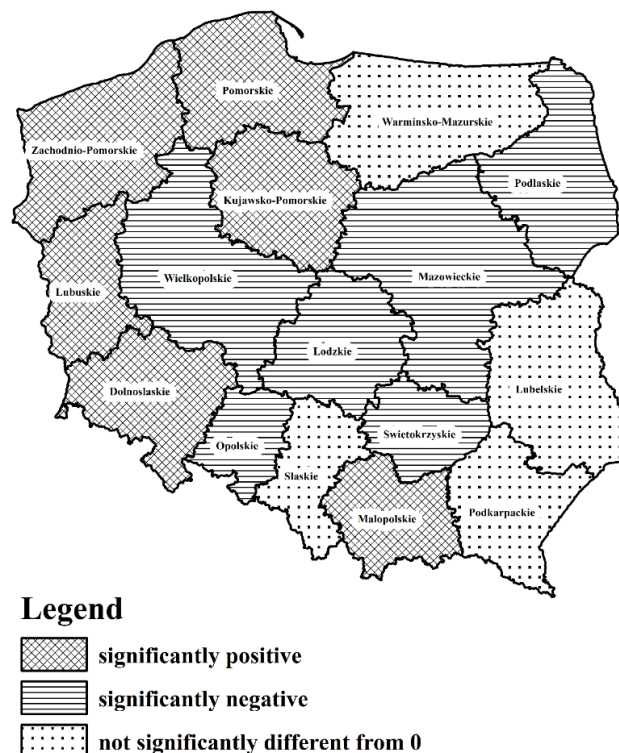 Pomorskie
Warminsko-Mazurskie
Zachodnio-Pomorskie
Podlaskie
Kujawsko-Pomorskie
Wielkopolskie
Mazowieckie
Lubuskie
Lodzkie
Dolnoslaskie
Lubelskie
Opolskie
Swietokrzyskie
Slaskie
Malopolskie
Podkarpackie
Legend
significantly positive
significantly negative
not significantly different from 0